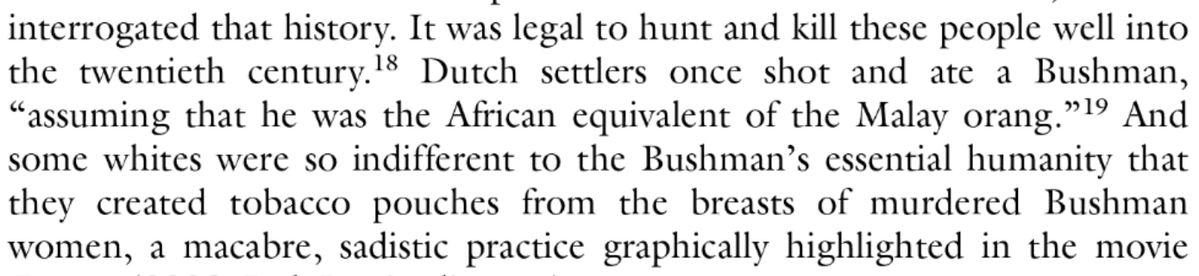 interrogated that history. It was legal to hunt and kill these people well into
the twentieth century.18 Dutch settlers once shot and ate a Bushman,
“assuming that he was the African equivalent of the Malay orang.”19 And
some whites were so indifferent to the Bushman’s essential humanity that
they created tobacco pouches from the breasts of murdered Bushman
women, a macabre, sadistic practice graphically highlighted in the movie